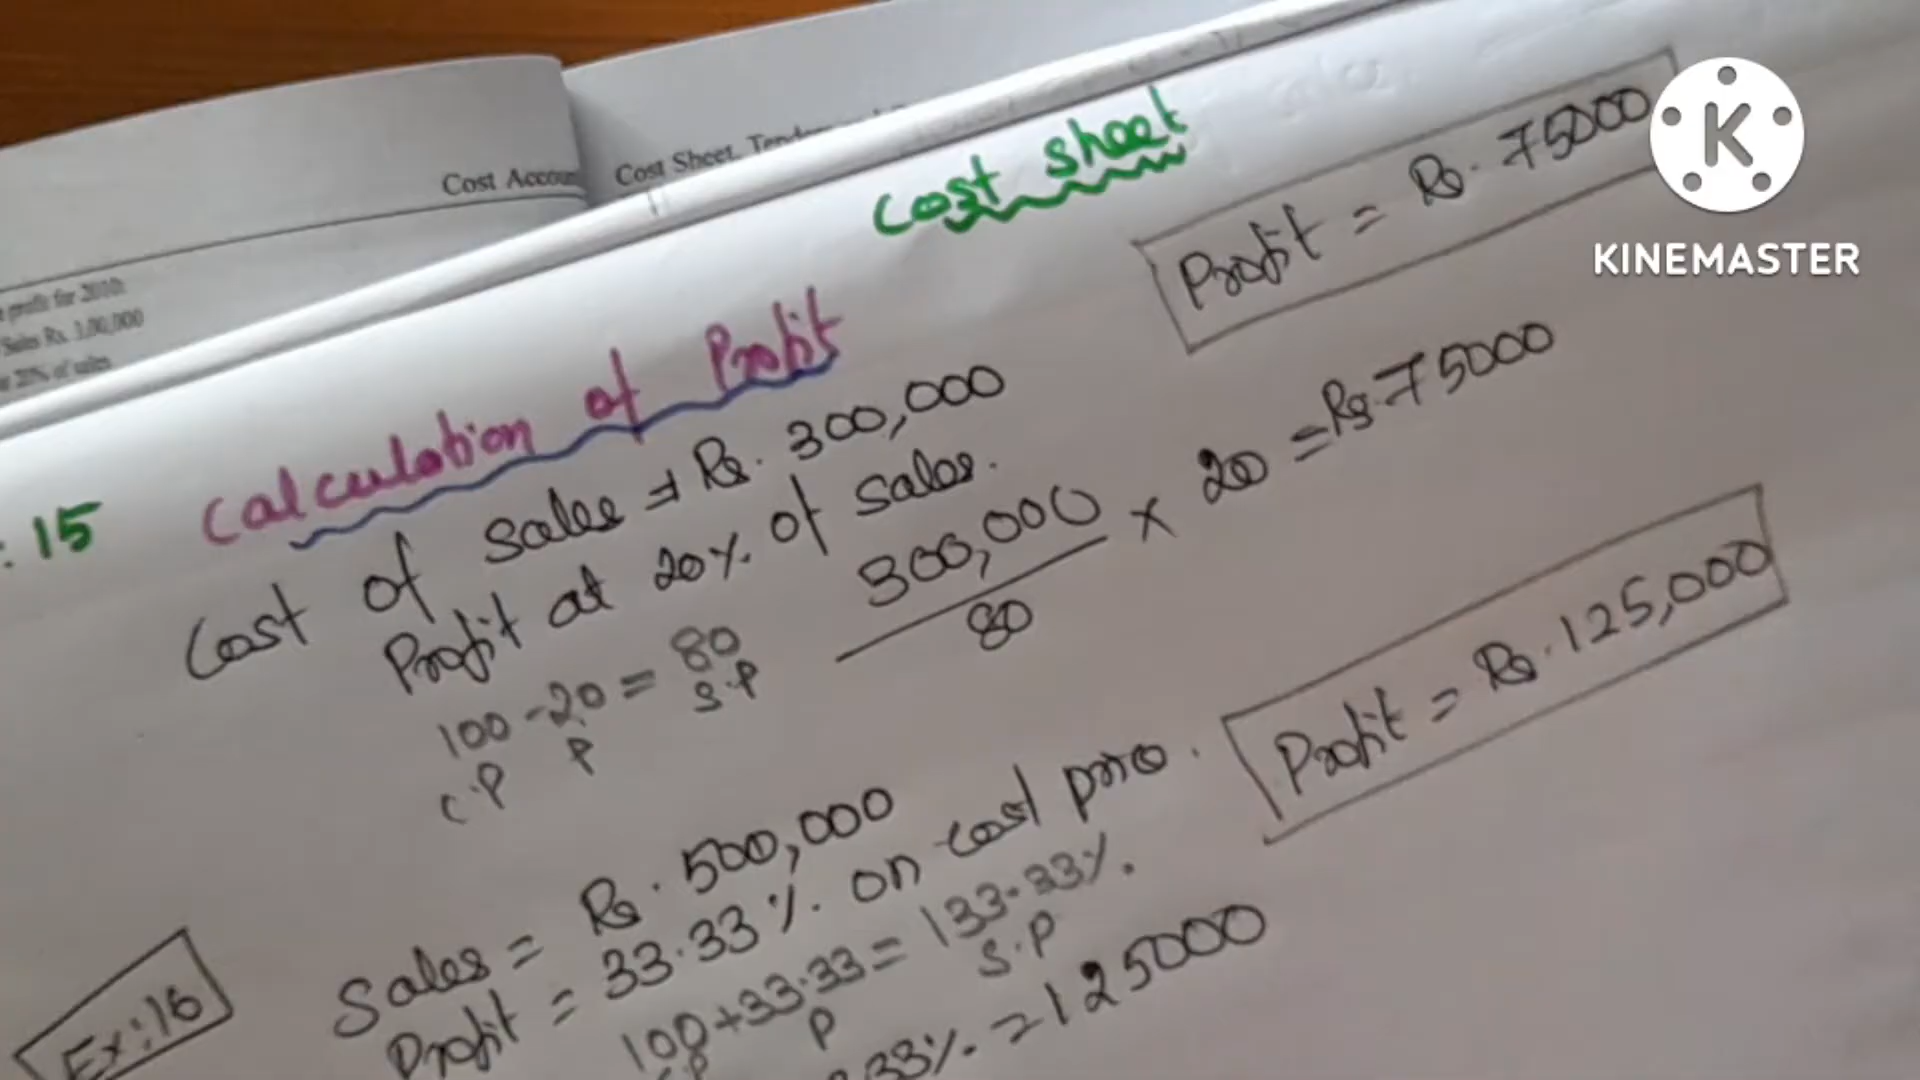 Cost Accoun
Cost Sheet, Tend
e profit for 2010:
Sales Rs. 1,00,000
20% of sales
Cost Sheet
Profit = Rs. 75000
KINEMASTER
: 15
Calculation of Profit
Cost of Sales = Rs. 300,000
Profit at 20% of Sales.
100 - 20 = 80
C.P P S.P
300,000 × 20 = Rs. 75000
80
Profit = Rs. 125,000
Ex: 16
Sales = Rs. 500,000
Profit = 33.33%. on cost price.
100 + 33.33 = 133.33%.
P S.P
33%. = 125000